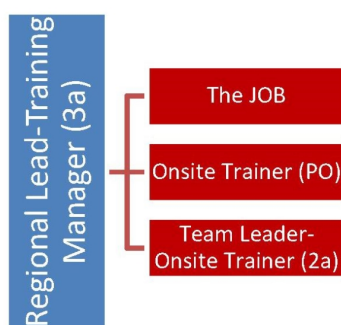 Regional Lead-Training
Manager (3a)
The JOB
Onsite Trainer (PO)
Team Leader-
Onsite Trainer (2a)